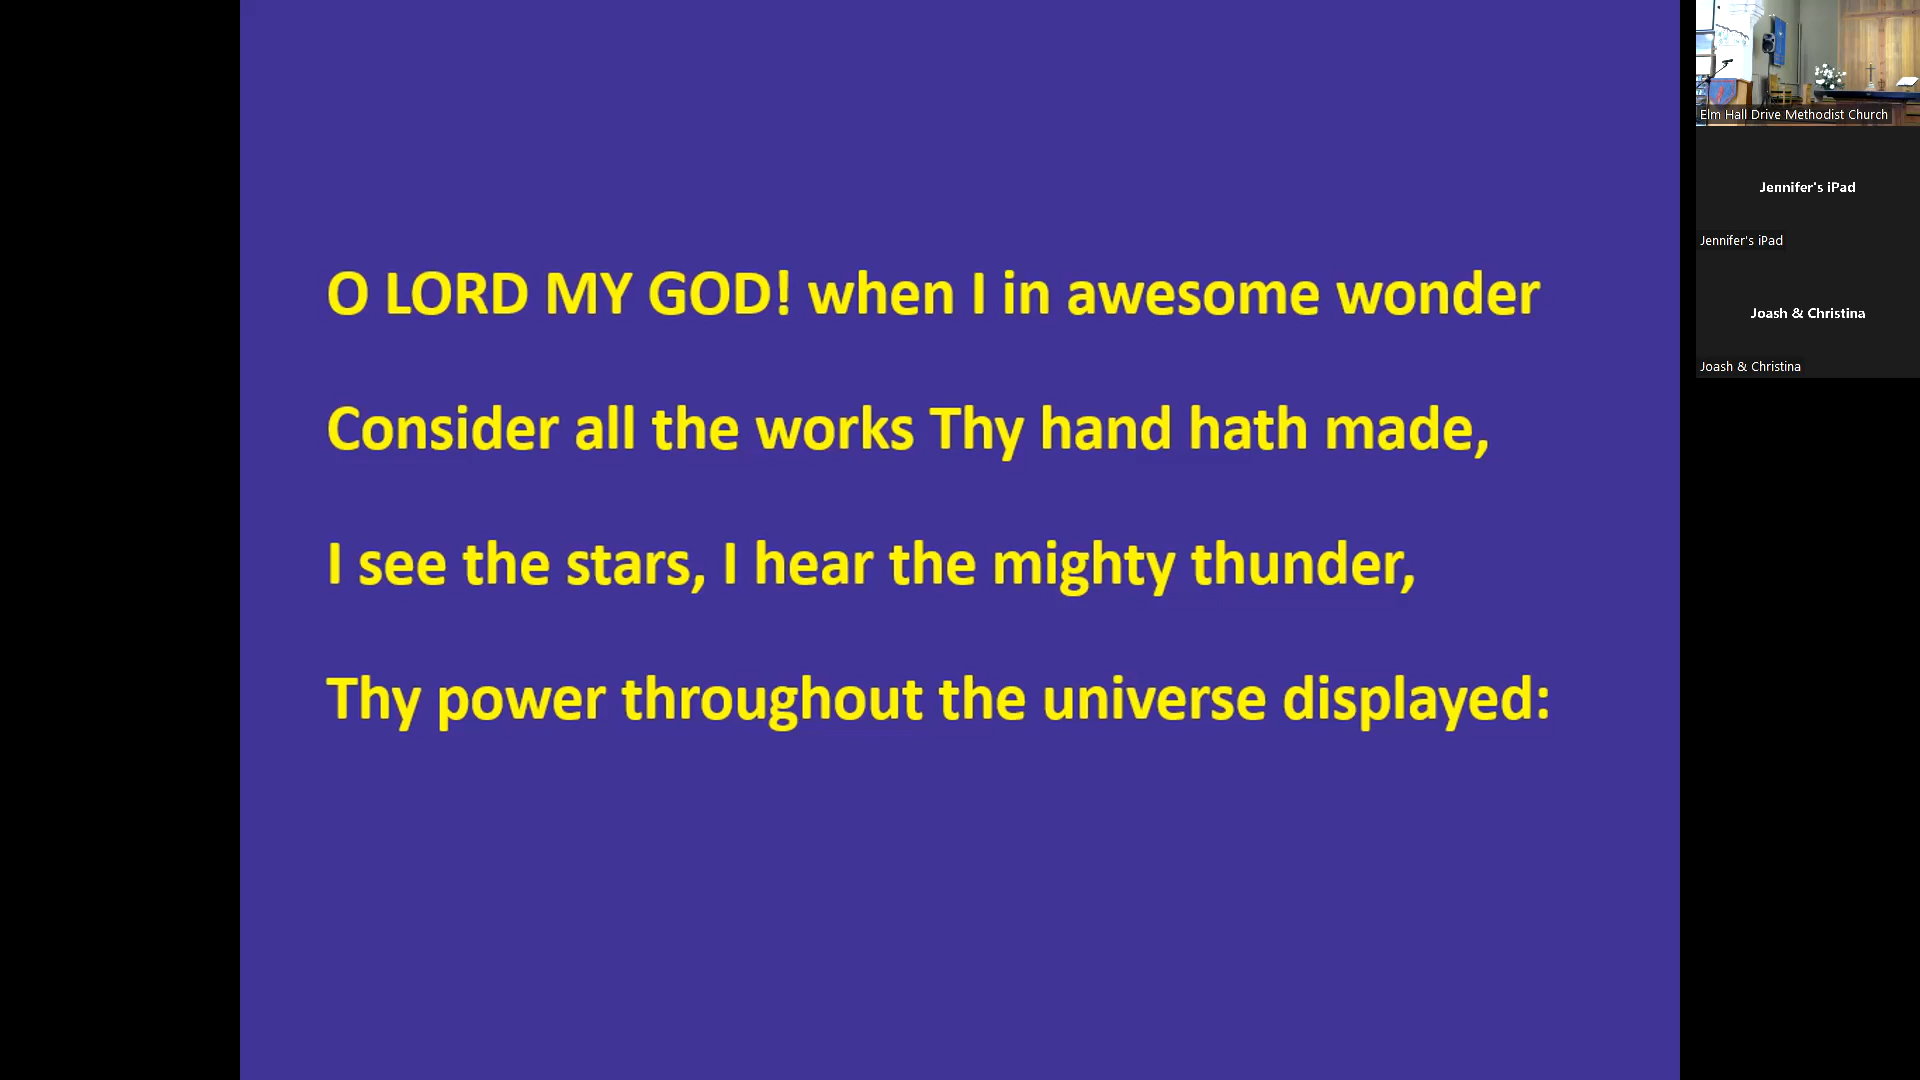 O LORD MY GOD! when I in awesome wonder
Consider all the works Thy hand hath made,
I see the stars, I hear the mighty thunder,
Thy power throughout the universe displayed:
Elm Hall Drive Methodist Church
Jennifer's iPad
Jennifer's iPad
Joash & Christina
Joash & Christina